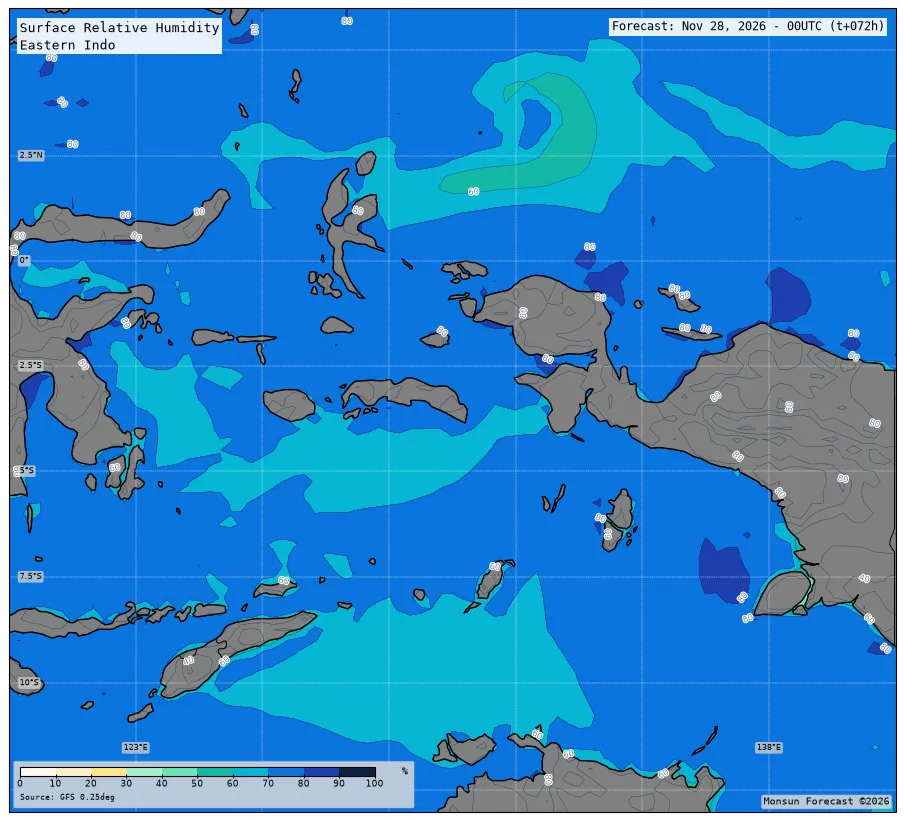 Surface Relative Humidity
Eastern Indo
Forecast: Nov 28, 2026 - 00UTC (t+072h)
2.5°N
0°
2.5°S
5°S
7.5°S
10°S
123°E
138°E
%
0 10 20 30 40 50 60 70 80 90 100
Source: GFS 0.25deg
Monsun Forecast ©2026